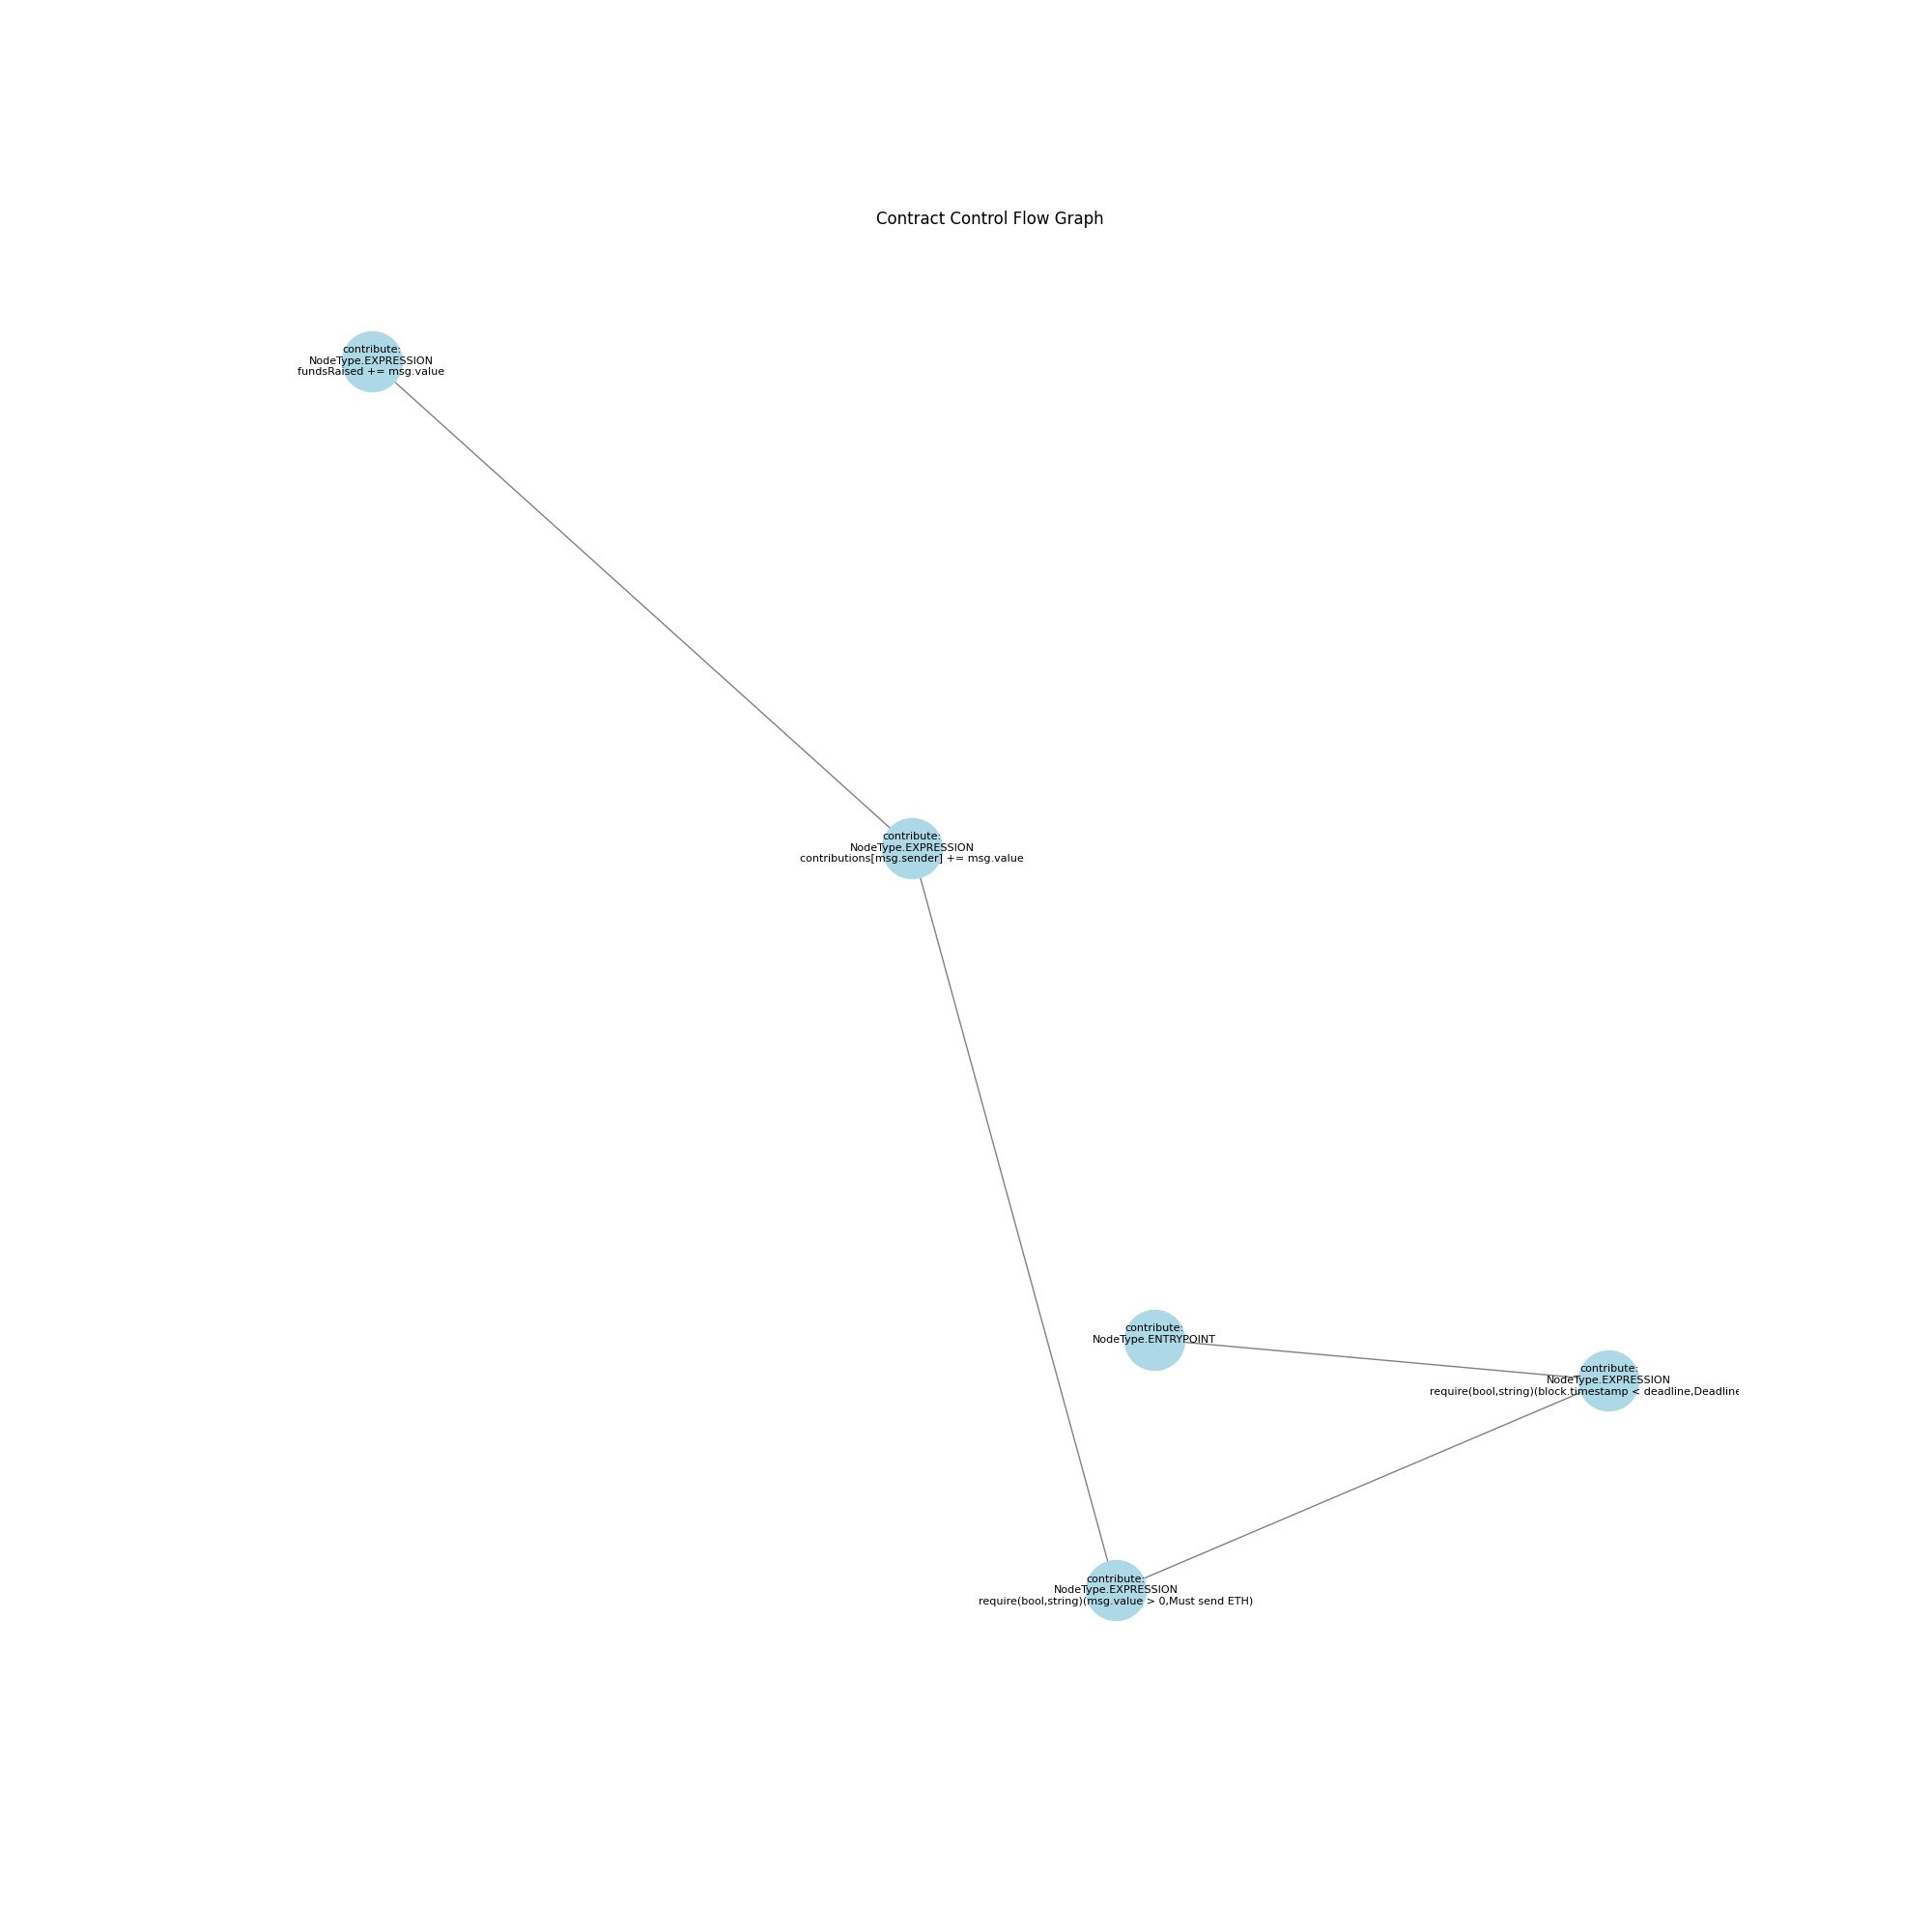 Contract Control Flow Graph
contribute:
NodeType.EXPRESSION
fundsRaised += msg.value
contribute:
NodeType.EXPRESSION
contributions[msg.sender] += msg.value
contribute:
NodeType.ENTRYPOINT
contribute:
NodeType.EXPRESSION
require(bool,string)(block.timestamp < deadline,Deadline
contribute:
NodeType.EXPRESSION
require(bool,string)(msg.value > 0,Must send ETH)